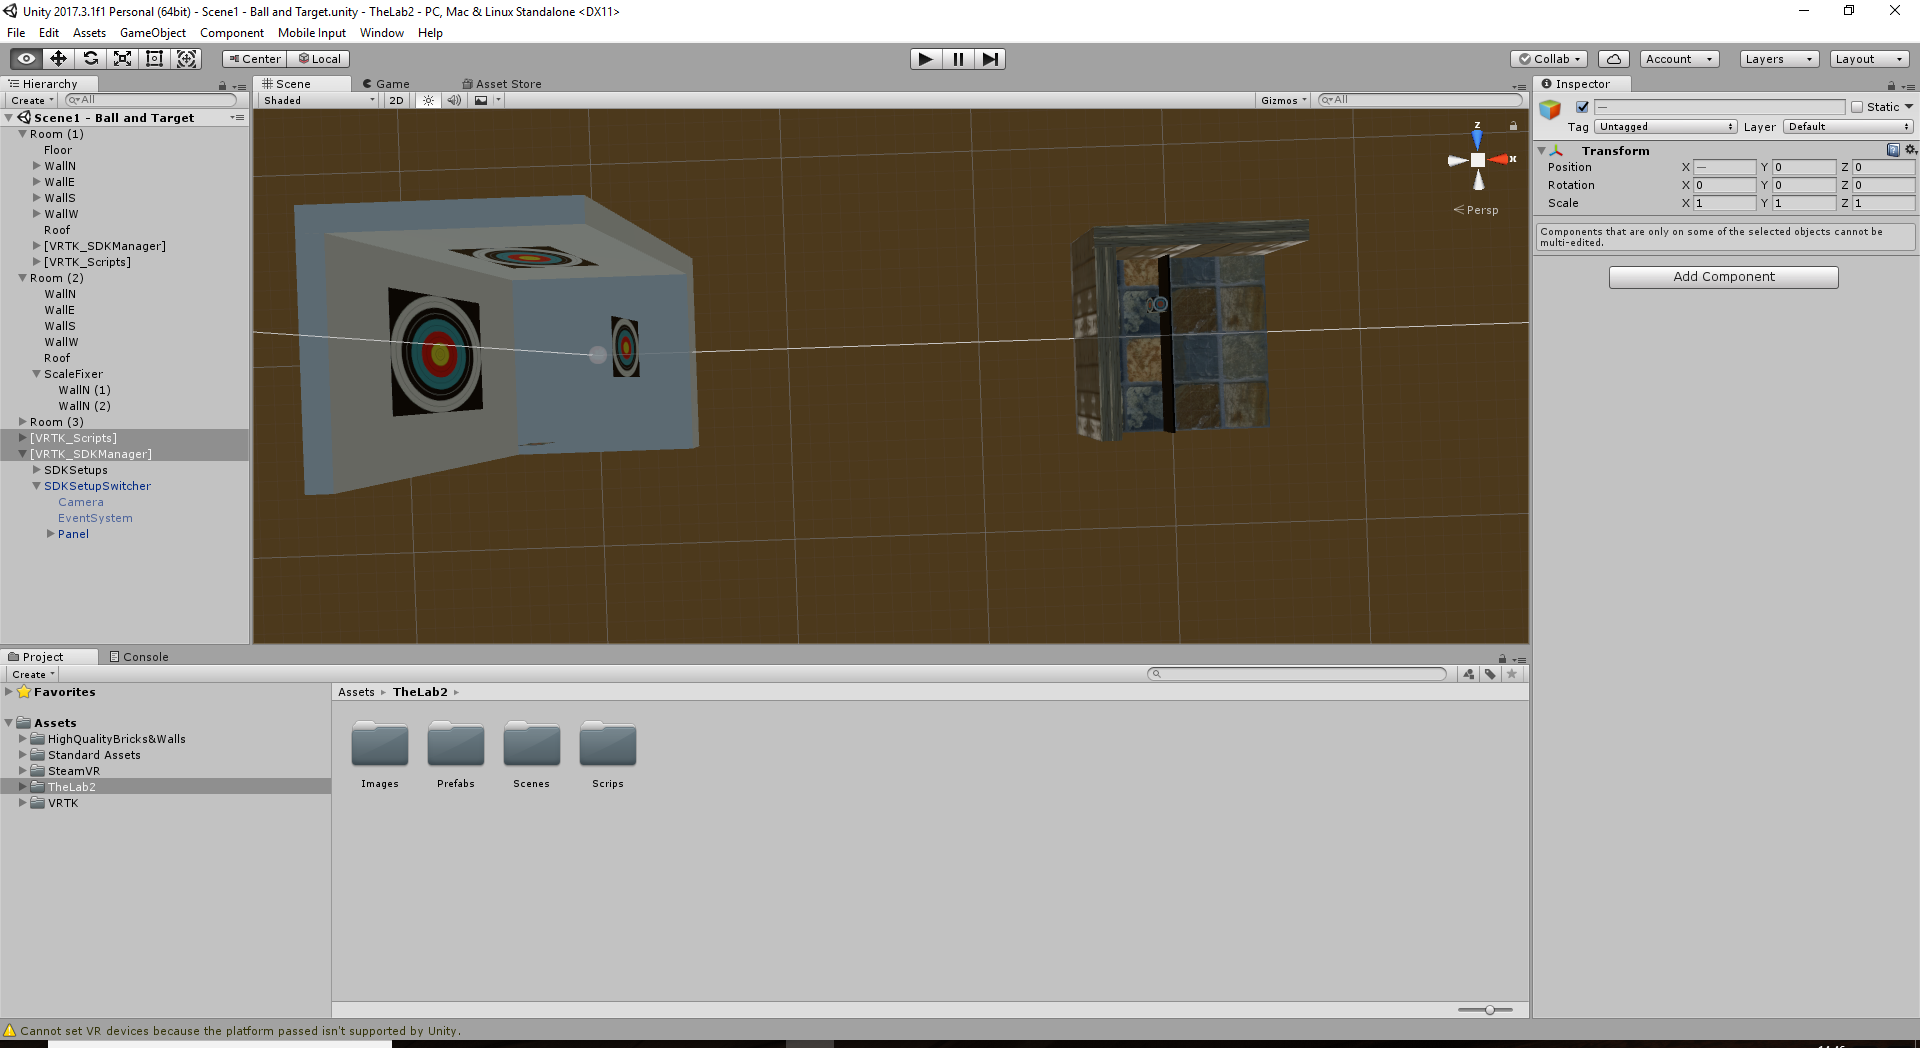 Unity 2017.3.1f1 Personal (64bit) - Scene1 - Ball and Target.unity - TheLab2 - PC, Mac & Linux Standalone <DX11>
File Edit Assets GameObject Component Mobile Input Window Help
Center Local Collab Account Layers Layout
Hierarchy
Create All
Scene1 - Ball and Target
Room (1)
Floor
WallN
WallE
WallS
WallW
Roof
[VRTK_SDKManager]
[VRTK_Scripts]
Room (2)
WallN
WallE
WallS
WallW
Roof
ScaleFixer
WallN (1)
WallN (2)
Room (3)
[VRTK_Scripts]
[VRTK_SDKManager]
SDKSetups
SDKSetupSwitcher
Camera
EventSystem
Panel
Scene Game Asset Store
Shaded 2D Gizmos All
z
x
Persp
Inspector
— Static
Tag Untagged Layer Default
Transform
Position X — Y 0 Z 0
Rotation X 0 Y 0 Z 0
Scale X 1 Y 1 Z 1
Components that are only on some of the selected objects cannot be
multi-edited.
Add Component
Project Console
Create
Favorites
Assets
HighQualityBricks&Walls
Standard Assets
SteamVR
TheLab2
VRTK
Assets TheLab2
Images Prefabs Scenes Scrips
Cannot set VR devices because the platform passed isn't supported by Unity.